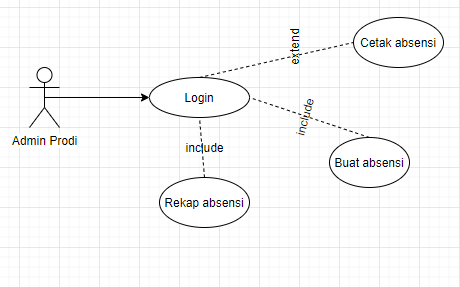 extend
Cetak absensi
Login
include
Admin Prodi
include
Buat absensi
Rekap absensi